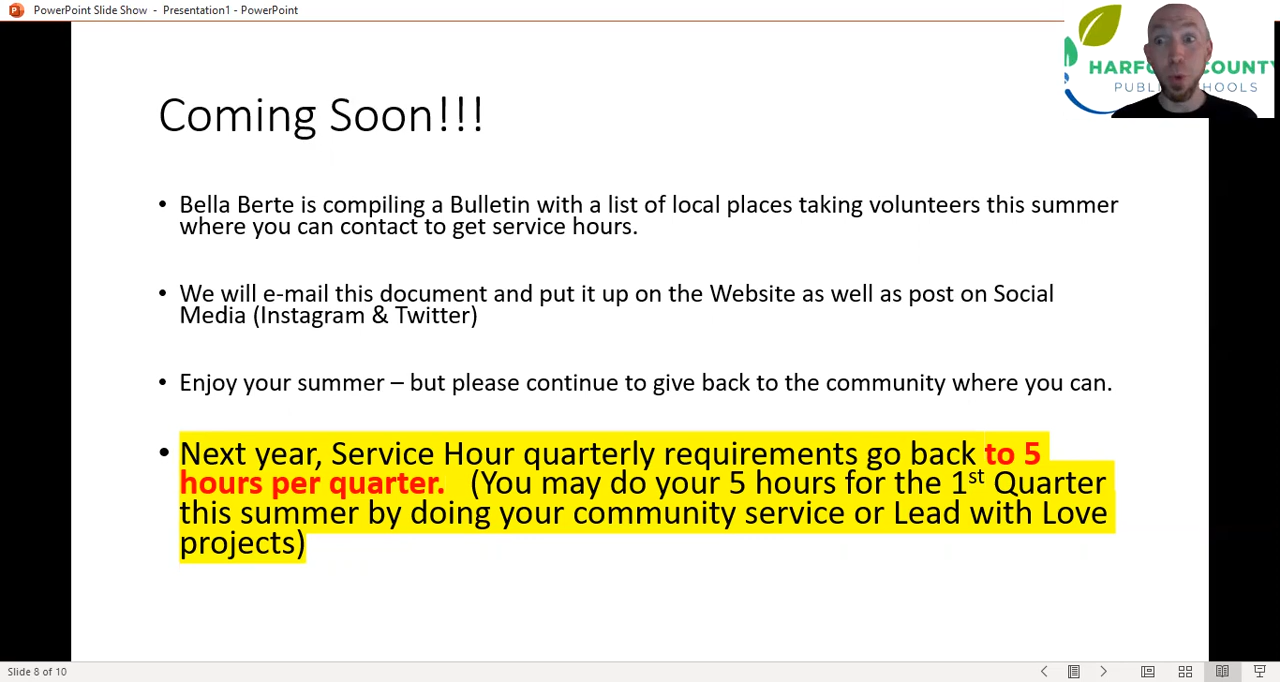 PowerPoint Slide Show - Presentation1 - PowerPoint
HARFO COUNTY
PUBLIC SCHOOLS
Coming Soon!!!
• Bella Berte is compiling a Bulletin with a list of local places taking volunteers this summer
where you can contact to get service hours.
• We will e-mail this document and put it up on the Website as well as post on Social
Media (Instagram & Twitter)
• Enjoy your summer – but please continue to give back to the community where you can.
• Next year, Service Hour quarterly requirements go back to 5
hours per quarter. (You may do your 5 hours for the 1st Quarter
this summer by doing your community service or Lead with Love
projects)
Slide 8 of 10